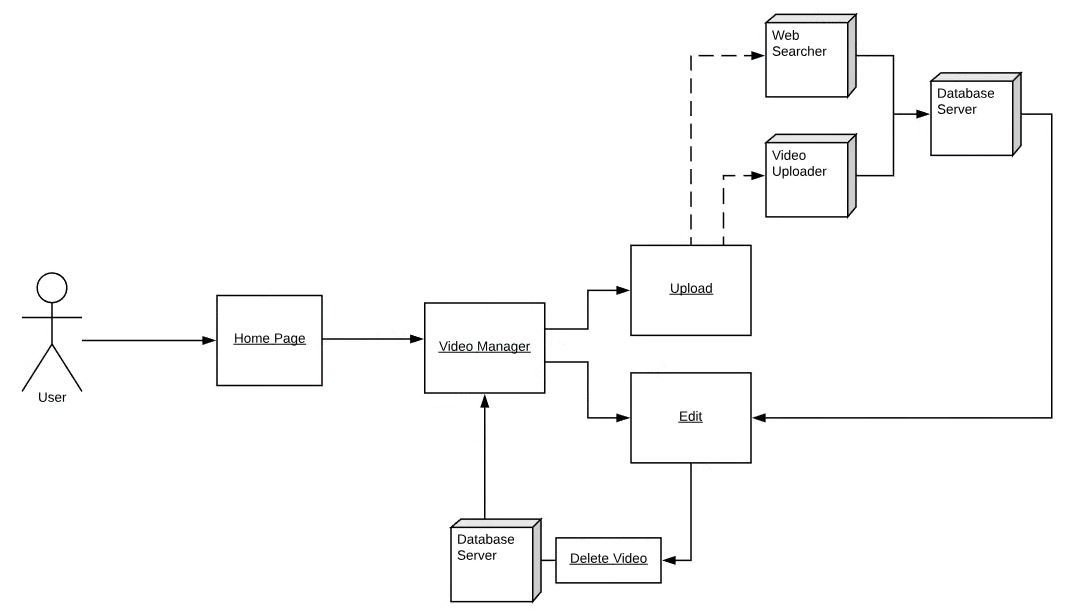 Web
Searcher
Database
Server
Video
Uploader
Upload
Home Page
Video Manager
User
Edit
Database
Server
Delete Video